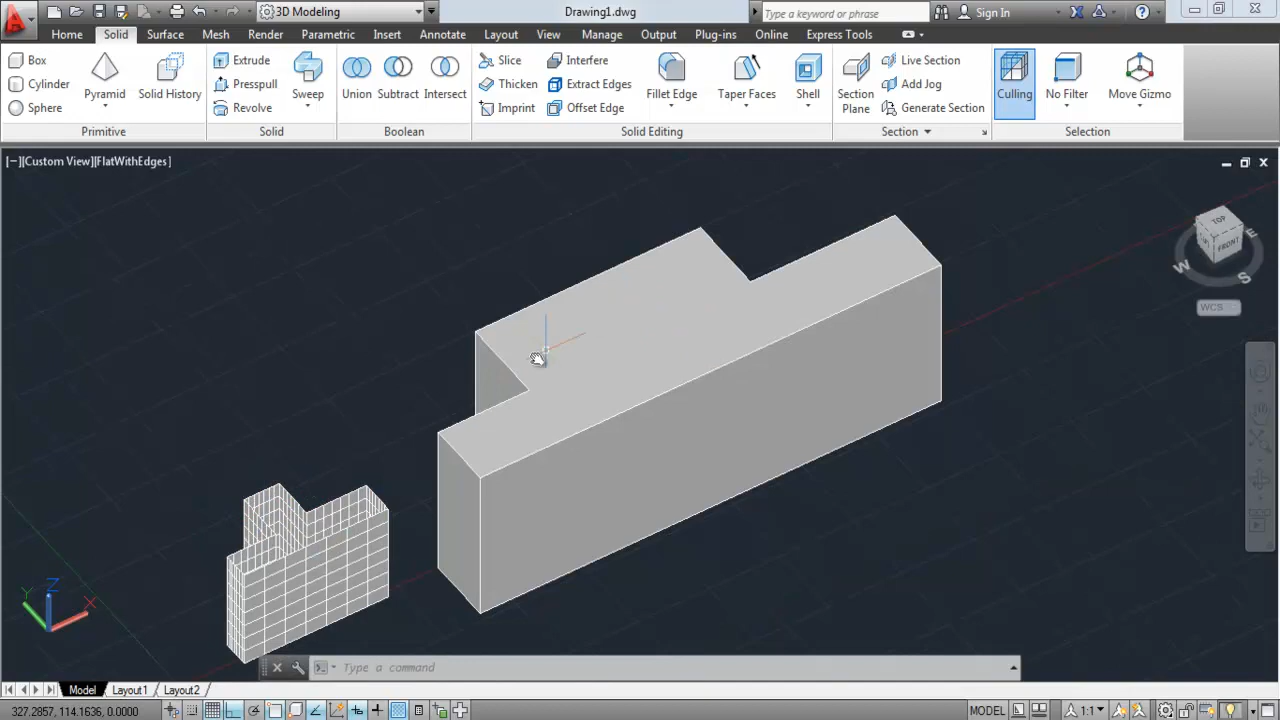 3D Modeling
Drawing1.dwg
Type a keyword or phrase
Sign In
Home Solid Surface Mesh Render Parametric Insert Annotate Layout View Manage Output Plug-ins Online Express Tools
Box
Cylinder
Sphere
Pyramid
Solid History
Primitive
Extrude
Presspull
Revolve
Sweep
Solid
Union
Subtract
Intersect
Boolean
Slice
Thicken
Imprint
Interfere
Extract Edges
Offset Edge
Fillet Edge
Taper Faces
Shell
Solid Editing
Section
Plane
Live Section
Add Jog
Generate Section
Section
Culling
No Filter
Move Gizmo
Selection
[−][Custom View][FlatWithEdges]
TOP
FRONT
E
W
S
WCS
Y
Z
X
Type a command
Model Layout1 Layout2
327.2857, 114.1636, 0.0000
MODEL
1:1